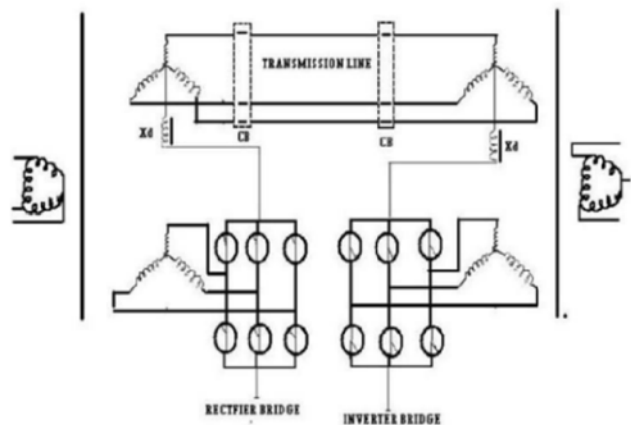 TRANSMISSION LINE
Xd
CB
CB
Xd
RECTFIER BRIDGE
INVERTER BRIDGE